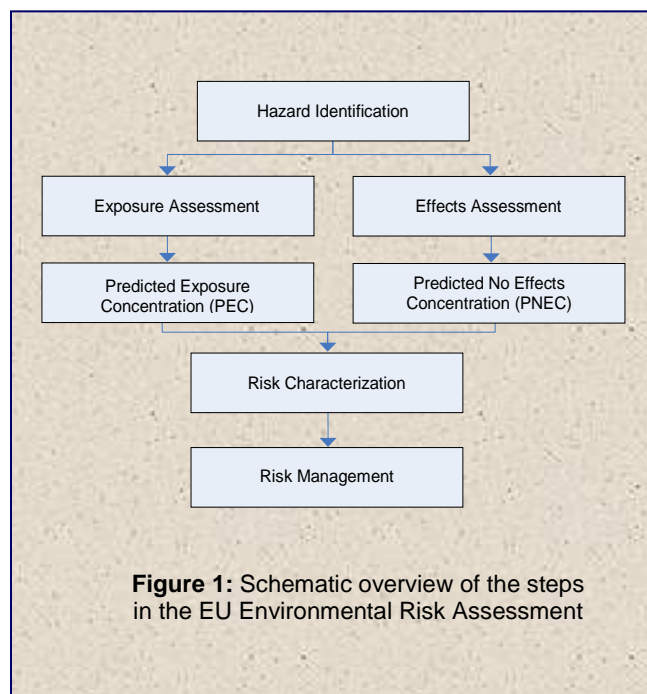 Hazard Identification
Exposure Assessment
Effects Assessment
Predicted Exposure
Concentration (PEC)
Predicted No Effects
Concentration (PNEC)
Risk Characterization
Risk Management
Figure 1: Schematic overview of the steps
in the EU Environmental Risk Assessment